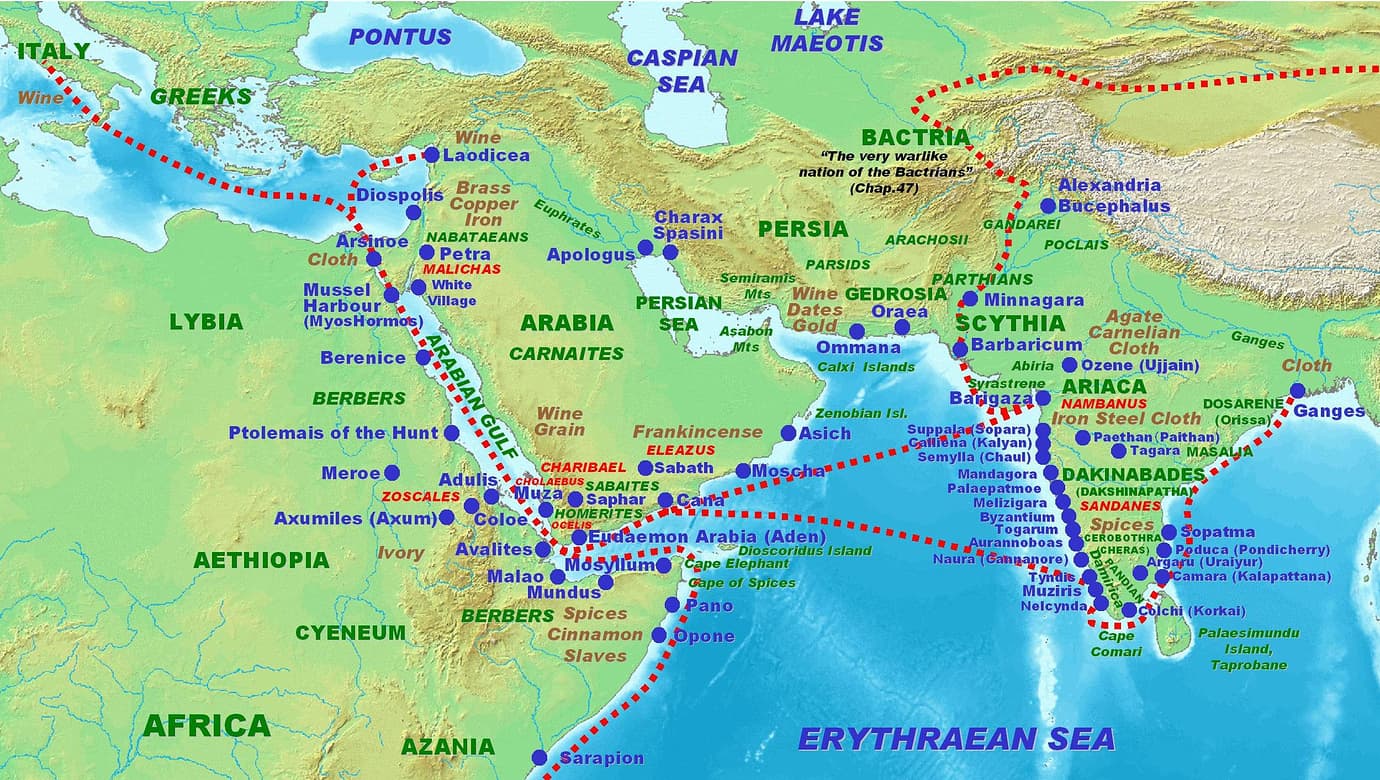 ITALY
Wine
GREEKS
PONTUS
CASPIAN
SEA
LAKE
MAEOTIS
BACTRIA
“The very warlike
nation of the Bactrians”
(Chap.47)
Wine
Laodicea
Diospolis
Brass
Copper
Iron
Euphrates
Arsinoe
Cloth
NABATAEANS
Petra
MALICHAS
White
Village
Mussel
Harbour
(MyosHormos)
Apologus
Charax
Spasini
PERSIA
ARACHOSII
PARSIDS
Semiramis
Mts
PERSIAN
SEA
Asabon
Mts
Wine
Dates
Gold
GEDROSIA
Oraea
Ommana
Calxi Islands
Alexandria
Bucephalus
GANDAREI
POCLAIS
PARTHIANS
Minnagara
SCYTHIA
Barbaricum
Agate
Carnelian
Cloth
Abiria
Ozene (Ujjain)
Syrastrene
Ganges
Cloth
Ganges
LYBIA
ARABIA
CARNAITES
Berenice
ARABIAN GULF
BERBERS
Ptolemais of the Hunt
Meroe
Adulis
ZOSCALES
Axumiles (Axum)
Coloe
Ivory
AETHIOPIA
Avalites
Malao
Mundus
Mosyllum
Wine
Grain
Frankincense
ELEAZUS
CHARIBAEL
Sabath
CHOLAEBUS
SABAITES
Muza
Saphar
Cana
HOMERITES
OCELIS
Eudaemon Arabia (Aden)
Moscha
Asich
Zenobian Isl.
Dioscoridus Island
Cape Elephant
Cape of Spices
BERBERS
Spices
Cinnamon
Slaves
Pano
Opone
CYENEUM
AFRICA
AZANIA
Sarapion
ERYTHRAEAN SEA
Barigaza
ARIACA
NAMBANUS
Iron Steel Cloth
DOSARENE
(Orissa)
Suppala (Sopara)
Calliena (Kalyan)
Semylla (Chaul)
Paethan (Paithan)
Tagara
MASALIA
Mandagora
Palaepatmoe
Melizigara
Byzantium
Togarum
Aurannoboas
Naura (Cannanore)
Tyndis
Muziris
Nelcynda
DAKINABADES
(DAKSHINAPATHA)
SANDANES
Spices
CEROBOTHRA
(CHERAS)
PANDIAN
Damirica
Sopatma
Poduca (Pondicherry)
Argaru (Uraiyur)
Camara (Kalapattana)
Colchi (Korkai)
Cape
Comari
Palaesimundu
Island,
Taprobane